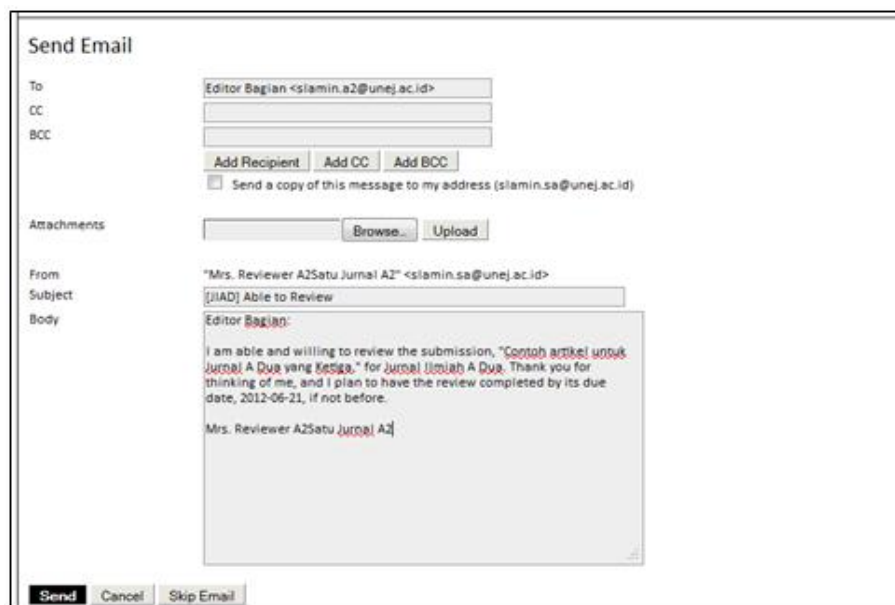 Send Email
To
Editor Bagian <slamin.a2@unej.ac.id>
CC
BCC
Add Recipient Add CC Add BCC
Send a copy of this message to my address (slamin.sa@unej.ac.id)
Attachments
Browse.. Upload
From "Mrs. Reviewer A2Satu Jurnal A2" <slamin.sa@unej.ac.id>
Subject [JIAD] Able to Review
Body Editor Bagian:
I am able and willing to review the submission, "Contoh artikel untuk
Jurnal A Dua yang Ketiga," for Jurnal Ilmiah A Dua. Thank you for
thinking of me, and I plan to have the review completed by its due
date, 2012-06-21, if not before.
Mrs. Reviewer A2Satu Jurnal A2
Send Cancel Skip Email